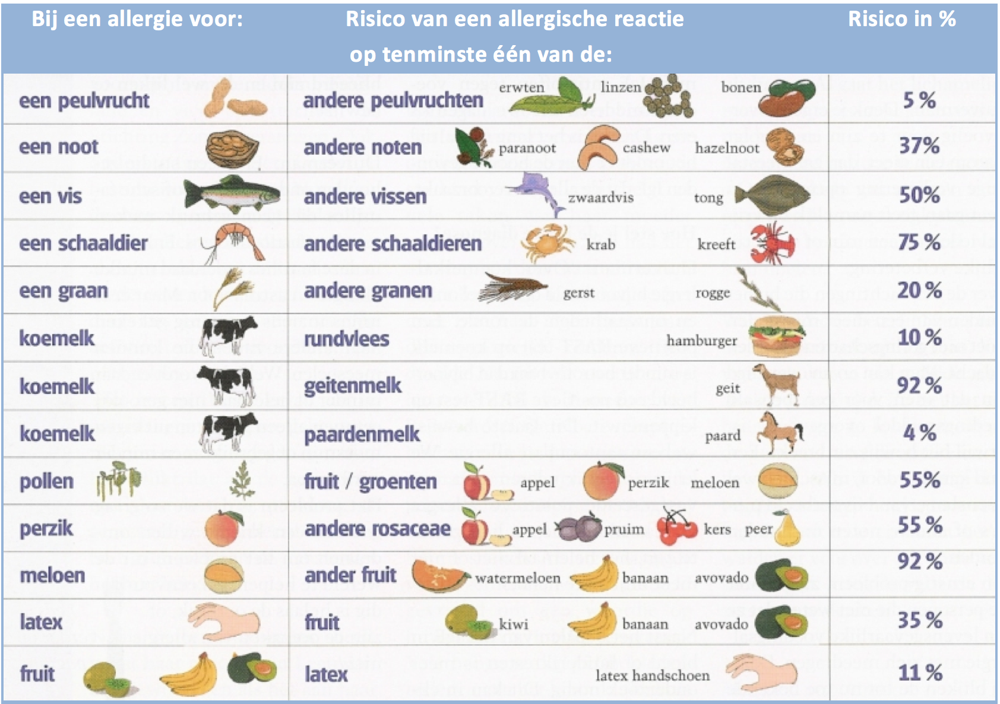 Bij een allergie voor: Risico van een allergische reactie Risico in %
op tenminste één van de:
een peulvrucht andere peulvruchten erwten linzen bonen 5 %
een noot andere noten paranoot cashew hazelnoot 37%
een vis andere vissen zwaardvis tong 50%
een schaaldier andere schaaldieren krab kreeft 75 %
een graan andere granen gerst rogge 20 %
koemelk rundvlees hamburger 10 %
koemelk geitenmelk geit 92 %
koemelk paardenmelk paard 4 %
pollen fruit / groenten appel perzik meloen 55%
perzik andere rosaceae appel pruim kers peer 55 %
meloen ander fruit watermeloen banaan avovado 92 %
latex fruit kiwi banaan avovado 35 %
fruit latex latex handschoen 11 %